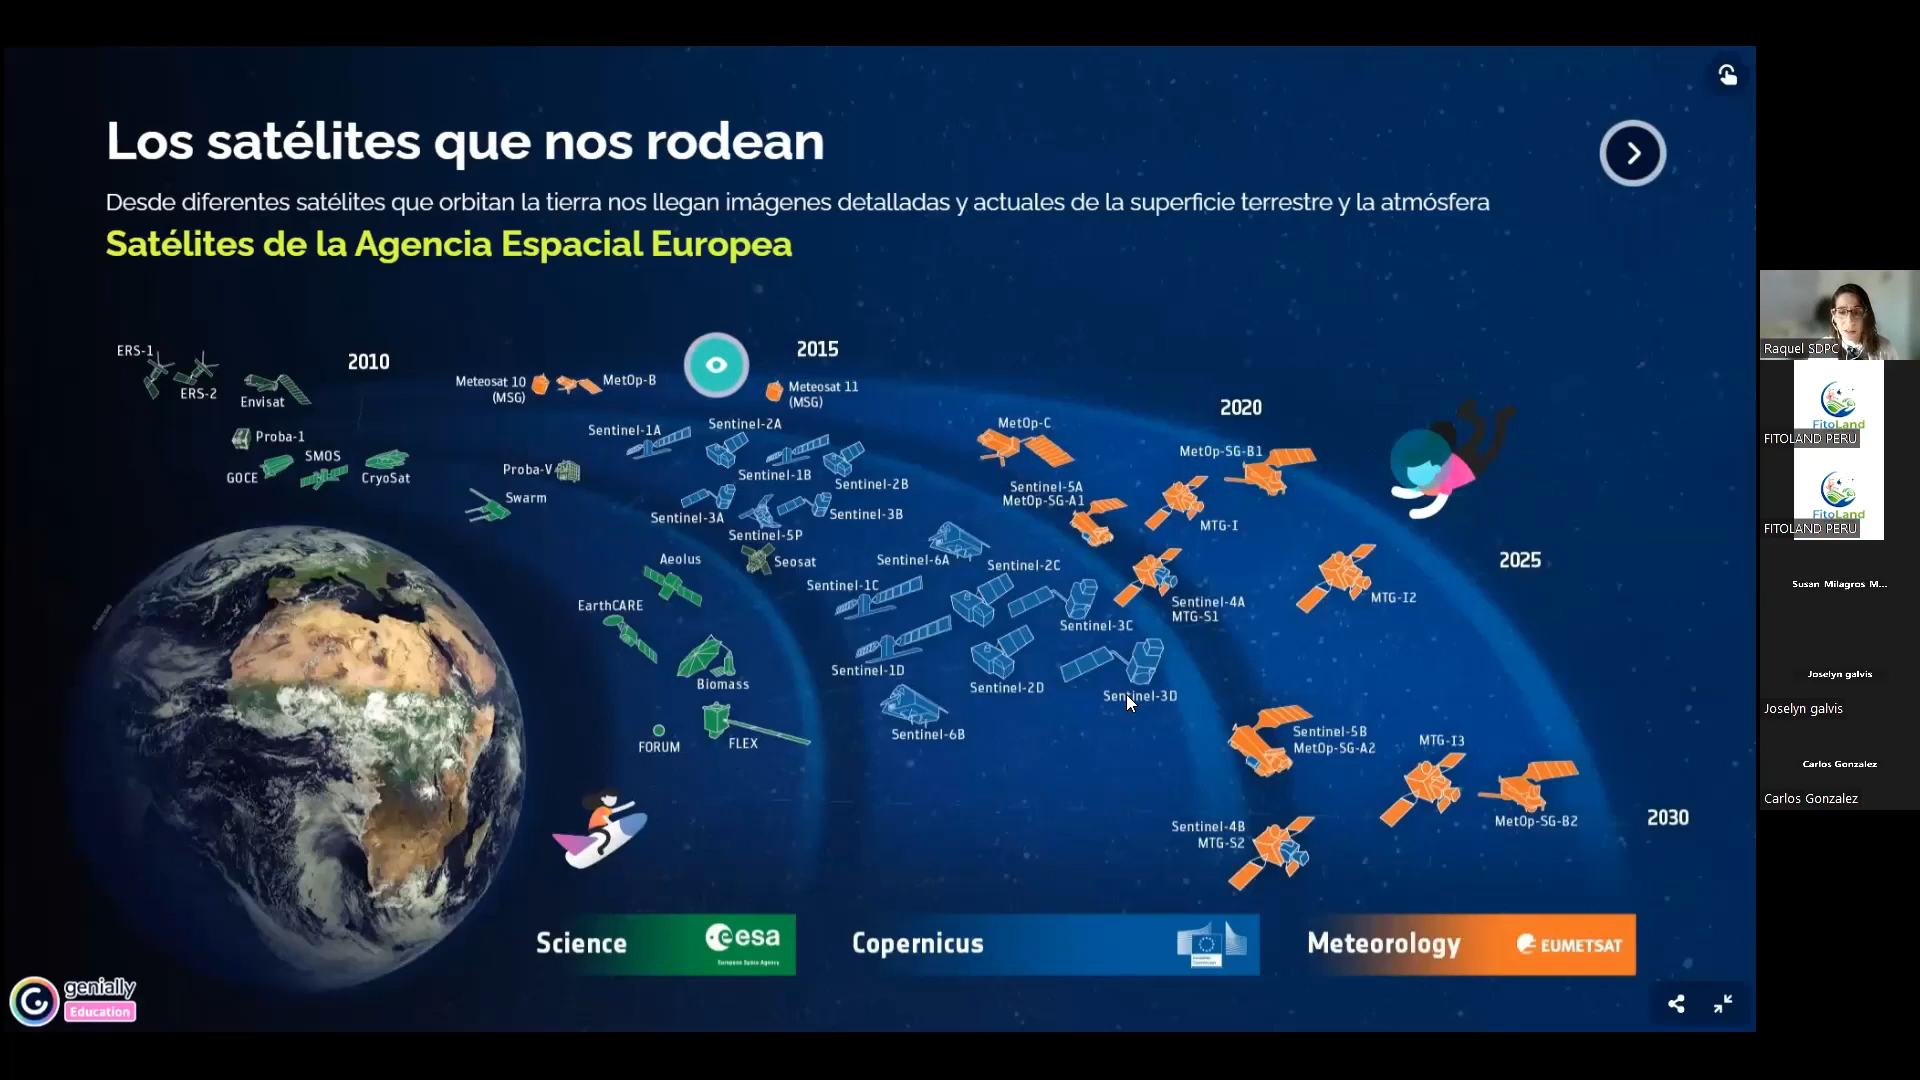 Los satélites que nos rodean
Desde diferentes satélites que orbitan la tierra nos llegan imágenes detalladas y actuales de la superficie terrestre y la atmósfera
Satélites de la Agencia Espacial Europea
ERS-1
ERS-2
Envisat
2010
Meteosat 10
(MSG)
MetOp-B
2015
Meteosat 11
(MSG)
2020
Proba-1
GOCE
SMOS
CryoSat
Proba-V
Swarm
Sentinel-1A
Sentinel-2A
Sentinel-1B
Sentinel-2B
Sentinel-3A
Sentinel-3B
Sentinel-5P
Seosat
MetOp-C
Sentinel-5A
MetOp-SG-A1
MetOp-SG-B1
MTG-I
2025
Aeolus
EarthCARE
Biomass
FORUM
FLEX
Sentinel-6A
Sentinel-1C
Sentinel-2C
Sentinel-3C
Sentinel-1D
Sentinel-2D
Sentinel-3D
Sentinel-6B
Sentinel-4A
MTG-S1
MTG-I2
Sentinel-5B
MetOp-SG-A2
MTG-I3
MetOp-SG-B2
Sentinel-4B
MTG-S2
2030
Science
esa
European Space Agency
Copernicus
Meteorology
EUMETSAT
genially
Education
Raquel SDPC
FitoLand
FITOLAND PERU
FitoLand
FITOLAND PERU
Susan Milagros M...
Joselyn galvis
Joselyn galvis
Carlos Gonzalez
Carlos Gonzalez